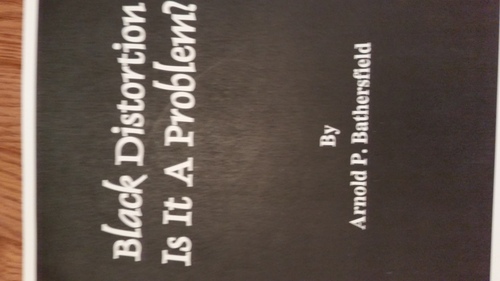 Black Distortion
Is It A Problem?
By
Arnold P. Bathersfield